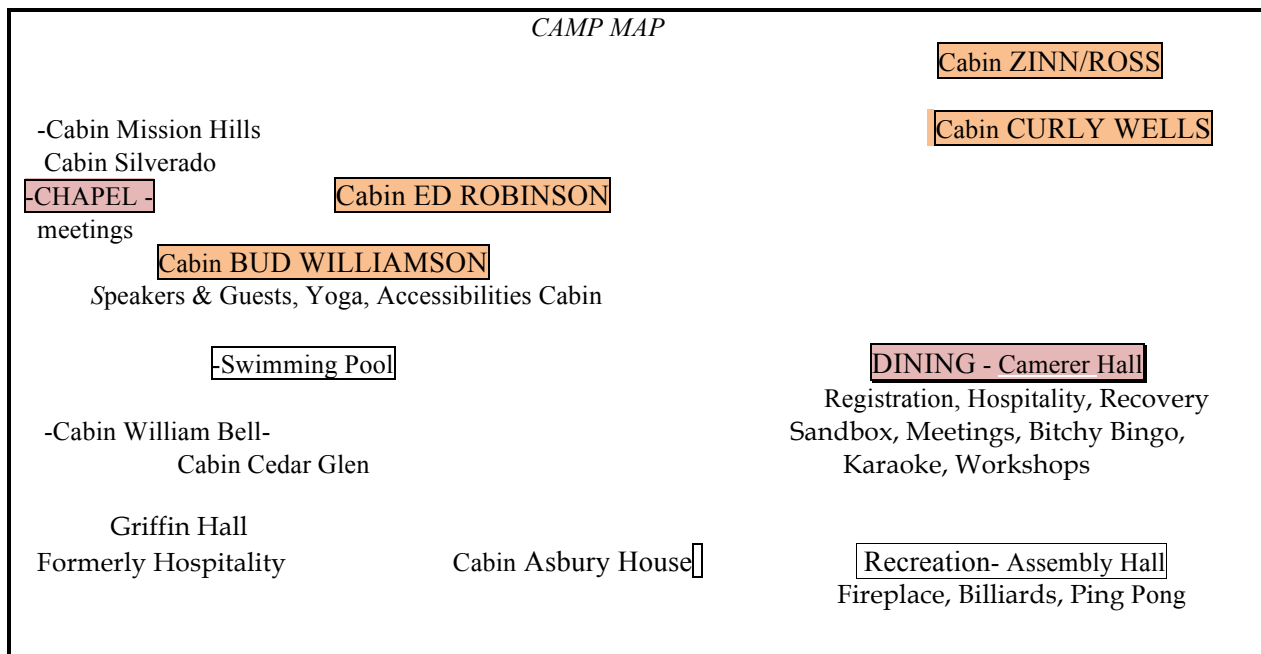 CAMP MAP
Cabin ZINN/ROSS
-Cabin Mission Hills
Cabin CURLY WELLS
Cabin Silverado
-CHAPEL -
Cabin ED ROBINSON
meetings
Cabin BUD WILLIAMSON
Speakers & Guests, Yoga, Accessibilities Cabin
-Swimming Pool
DINING - Camerer Hall
Registration, Hospitality, Recovery
-Cabin William Bell-
Sandbox, Meetings, Bitchy Bingo,
Cabin Cedar Glen
Karaoke, Workshops
Griffin Hall
Formerly Hospitality
Cabin Asbury House
Recreation- Assembly Hall
Fireplace, Billiards, Ping Pong